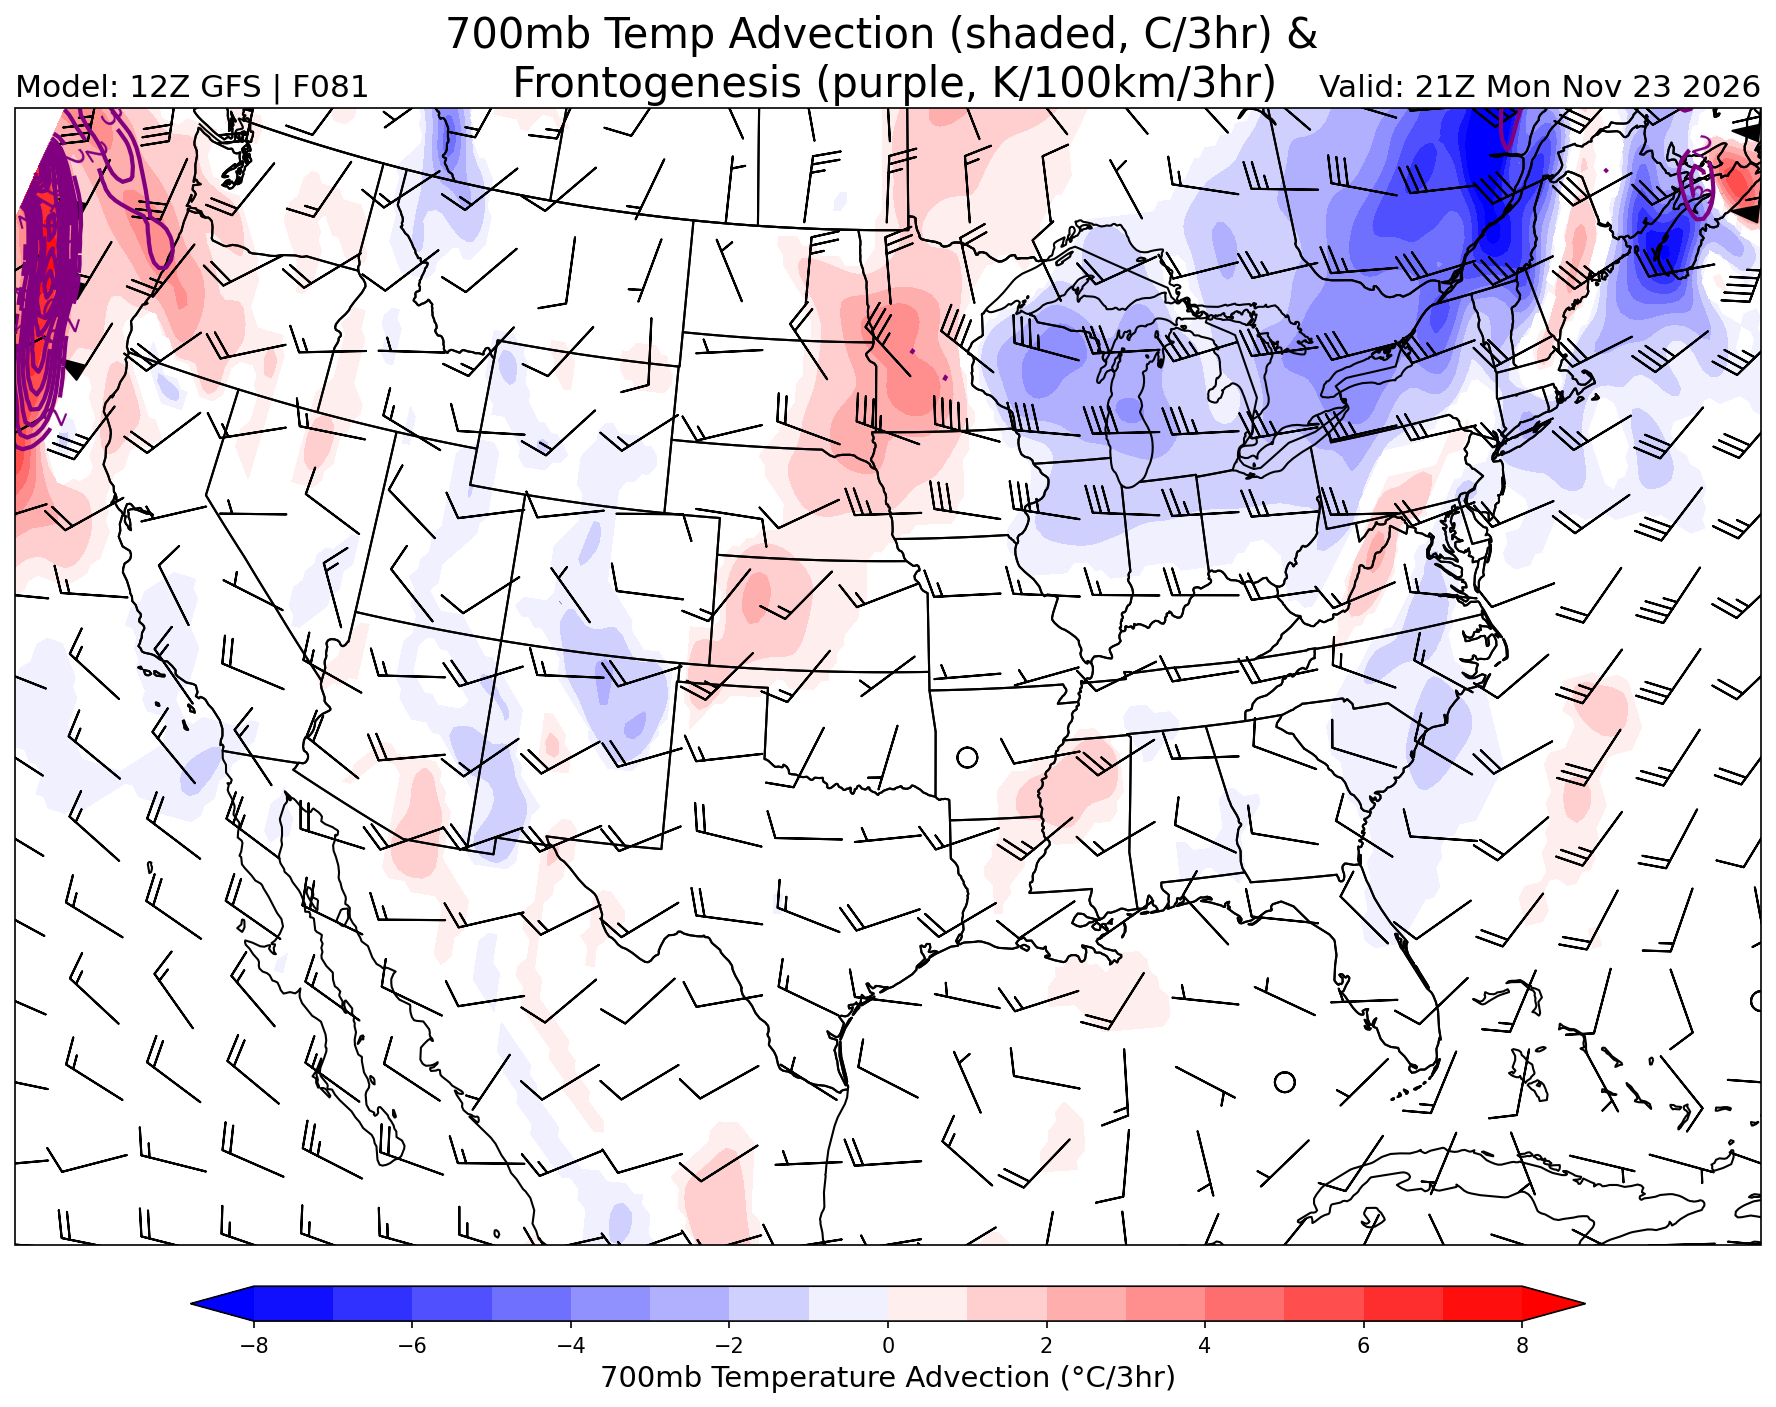 700mb Temp Advection (shaded, C/3hr) &
Model: 12Z GFS | F081 Frontogenesis (purple, K/100km/3hr) Valid: 21Z Mon Nov 23 2026
−8 −6 −4 −2 0 2 4 6 8
700mb Temperature Advection (°C/3hr)